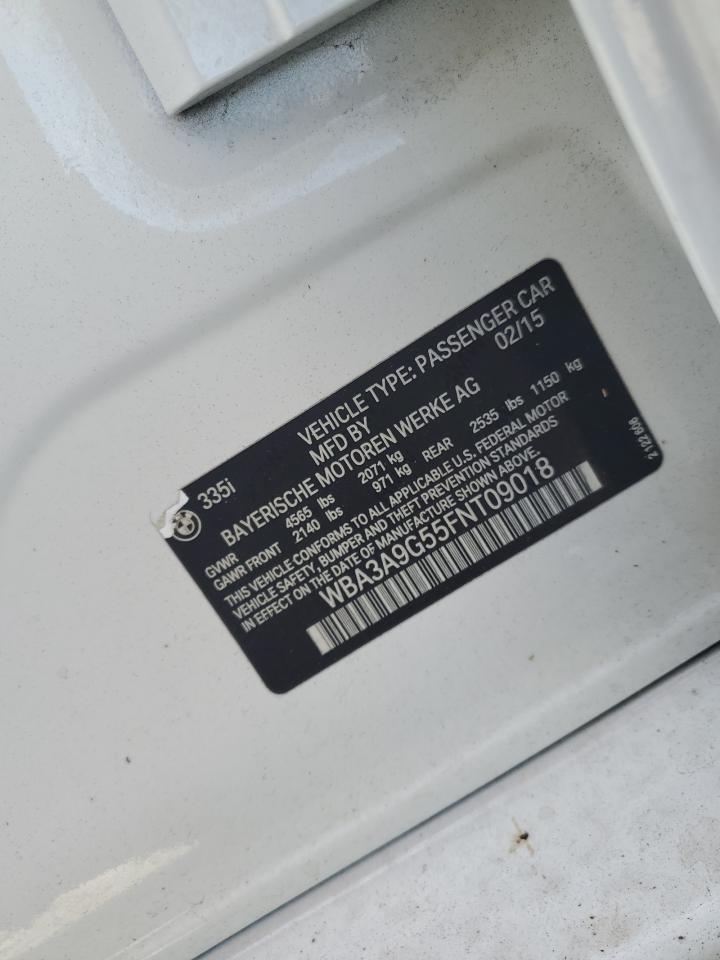 335i
VEHICLE TYPE: PASSENGER CAR
MFD BY 02/15
BAYERISCHE MOTOREN WERKE AG
GVWR 4565 lbs 2071 kg
GAWR FRONT 2140 lbs 971 kg REAR 2535 lbs 1150 kg
THIS VEHICLE CONFORMS TO ALL APPLICABLE U.S. FEDERAL MOTOR
VEHICLE SAFETY, BUMPER AND THEFT PREVENTION STANDARDS
IN EFFECT ON THE DATE OF MANUFACTURE SHOWN ABOVE.
WBA3A9G55FNT09018